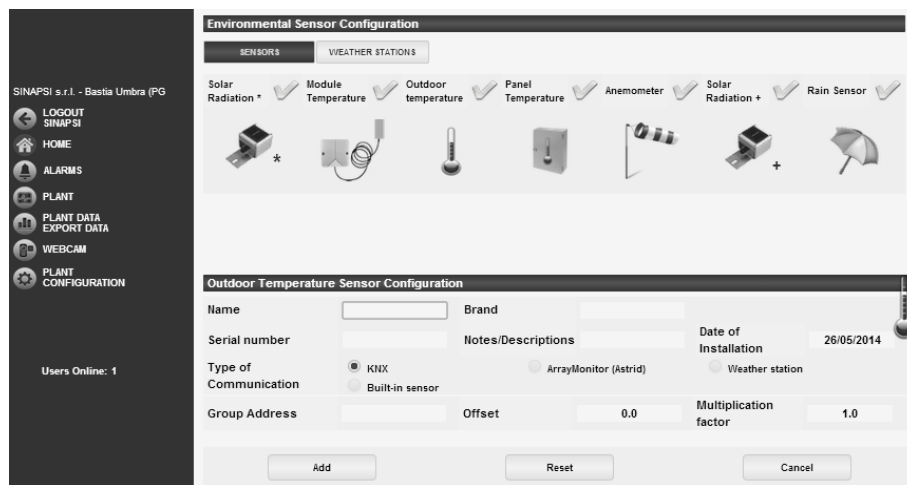 SINAPSI s.r.l. - Bastia Umbra (PG
LOGOUT
SINAPSI
HOME
ALARMS
PLANT
PLANT DATA
EXPORT DATA
WEBCAM
PLANT
CONFIGURATION
Users Online: 1
Environmental Sensor Configuration
SENSORS
WEATHER STATIONS
Solar
Radiation *
Module
Temperature
Outdoor
temperature
Panel
Temperature
Anemometer
Solar
Radiation +
Rain Sensor
*
+
Outdoor Temperature Sensor Configuration
Name
Brand
Serial number
Notes/Descriptions
Date of
Installation
26/05/2014
Type of
Communication
KNX
Built-in sensor
ArrayMonitor (Astrid)
Weather station
Group Address
Offset
0.0
Multiplication
factor
1.0
Add
Reset
Cancel